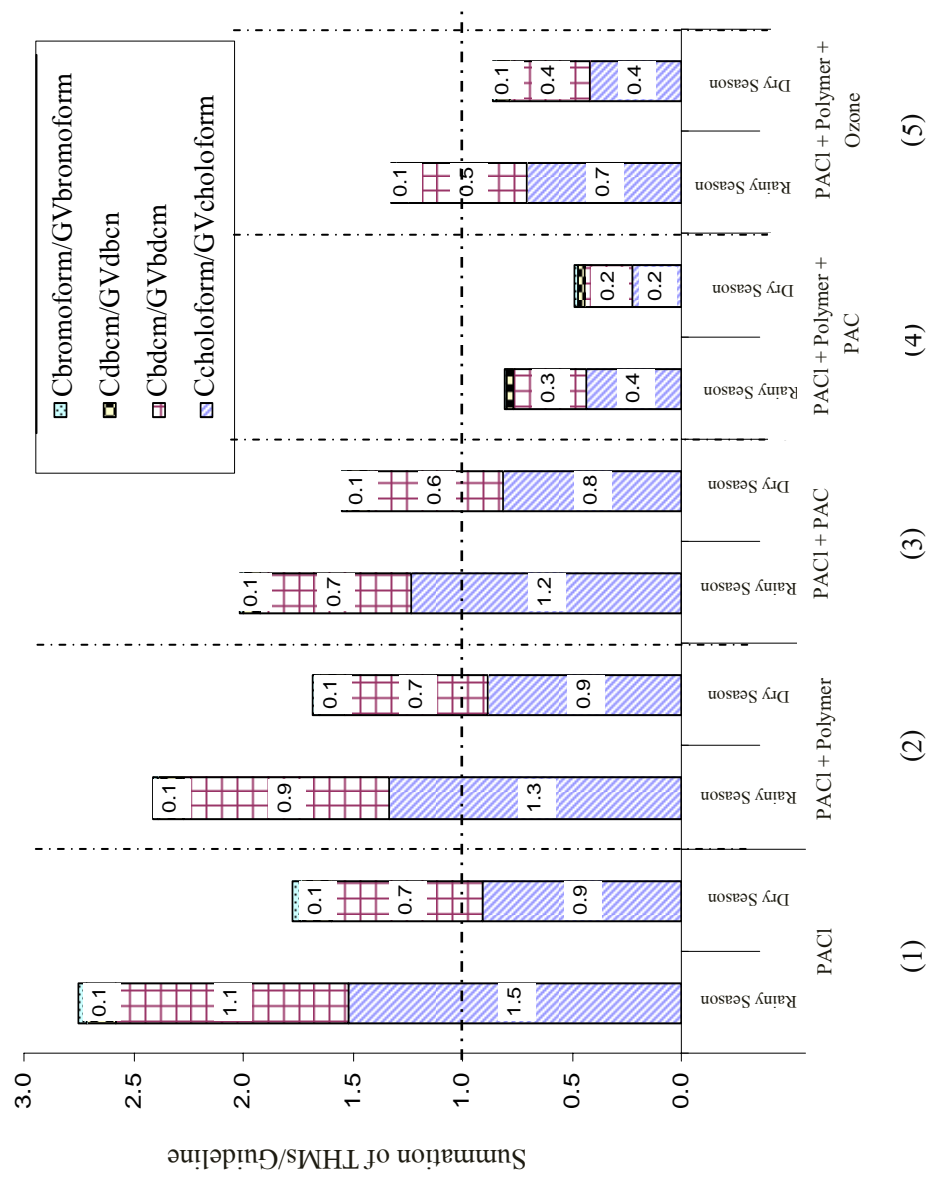 Summation of THMs/Guideline
3.0
2.5
2.0
1.5
1.0
0.5
0.0
Cbromoform/GVbromoform
Cdbcm/GVdbcn
Cbdcm/GVbdcm
Ccholoform/GVcholoform
0.1
1.1
1.5
0.1
0.7
0.9
0.1
0.9
1.3
0.1
0.7
0.9
0.1
0.7
1.2
0.1
0.6
0.8
0.3
0.4
0.2
0.2
0.1
0.5
0.7
0.1
0.4
0.4
Rainy Season
Dry Season
Rainy Season
Dry Season
Rainy Season
Dry Season
Rainy Season
Dry Season
Rainy Season
Dry Season
PACl
PACl + Polymer
PACl + PAC
PACl + Polymer +
PAC
PACl + Polymer +
Ozone
(1)
(2)
(3)
(4)
(5)